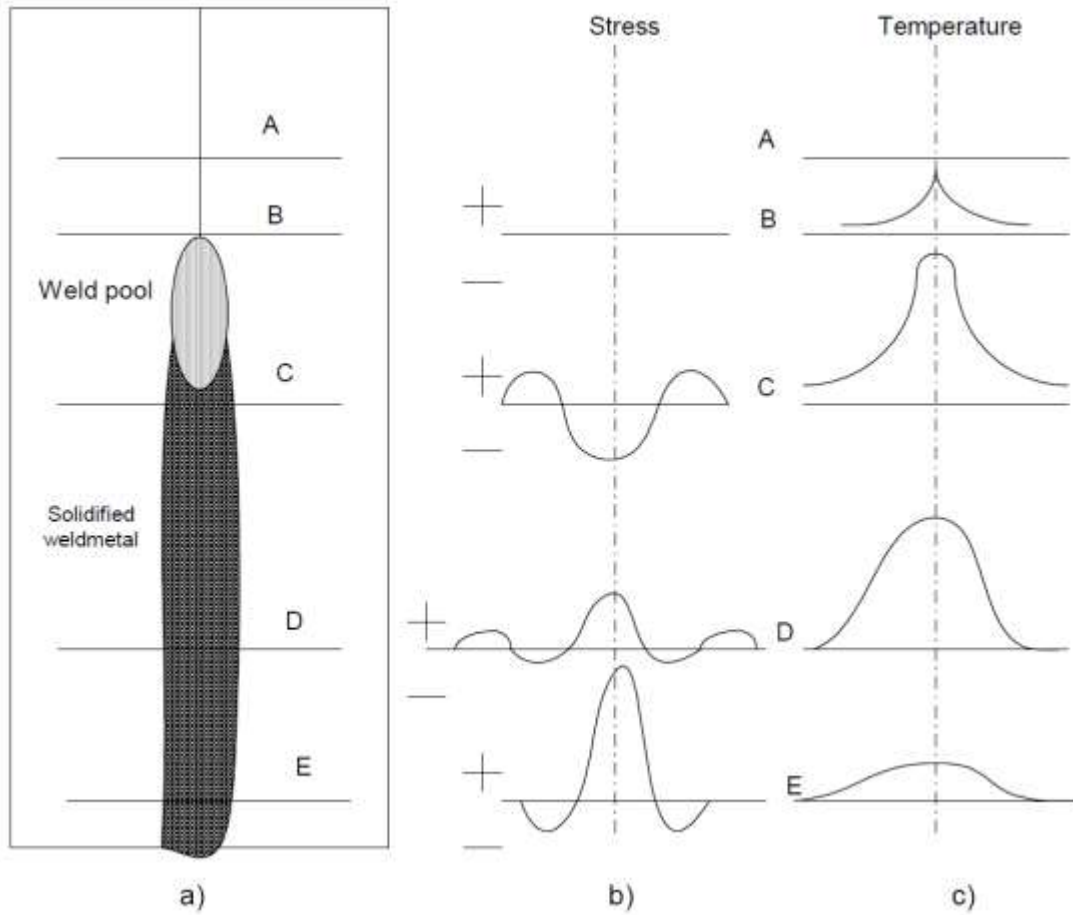 Stress
Temperature
A
B
Weld pool
C
Solidified
weldmetal
D
E
+
—
+
—
+
—
+
—
A
B
C
D
E
a)
b)
c)